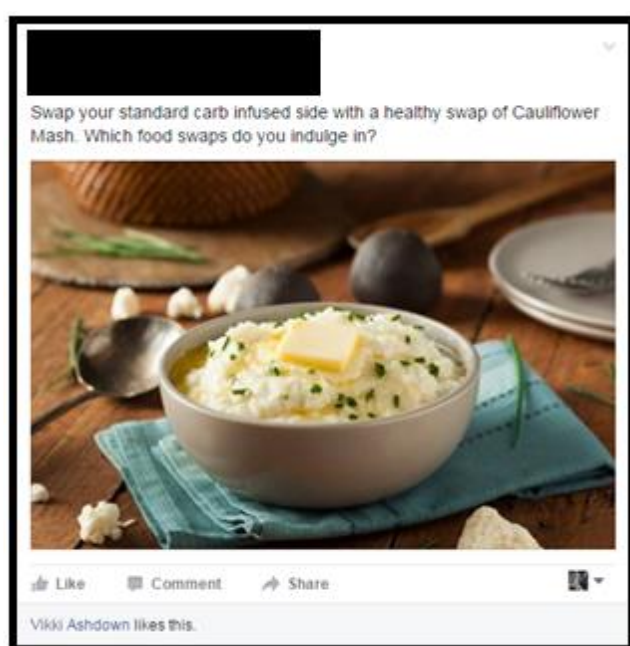 Swap your standard carb infused side with a healthy swap of Cauliflower
Mash. Which food swaps do you indulge in?
Like Comment Share
Vikki Ashdown likes this.